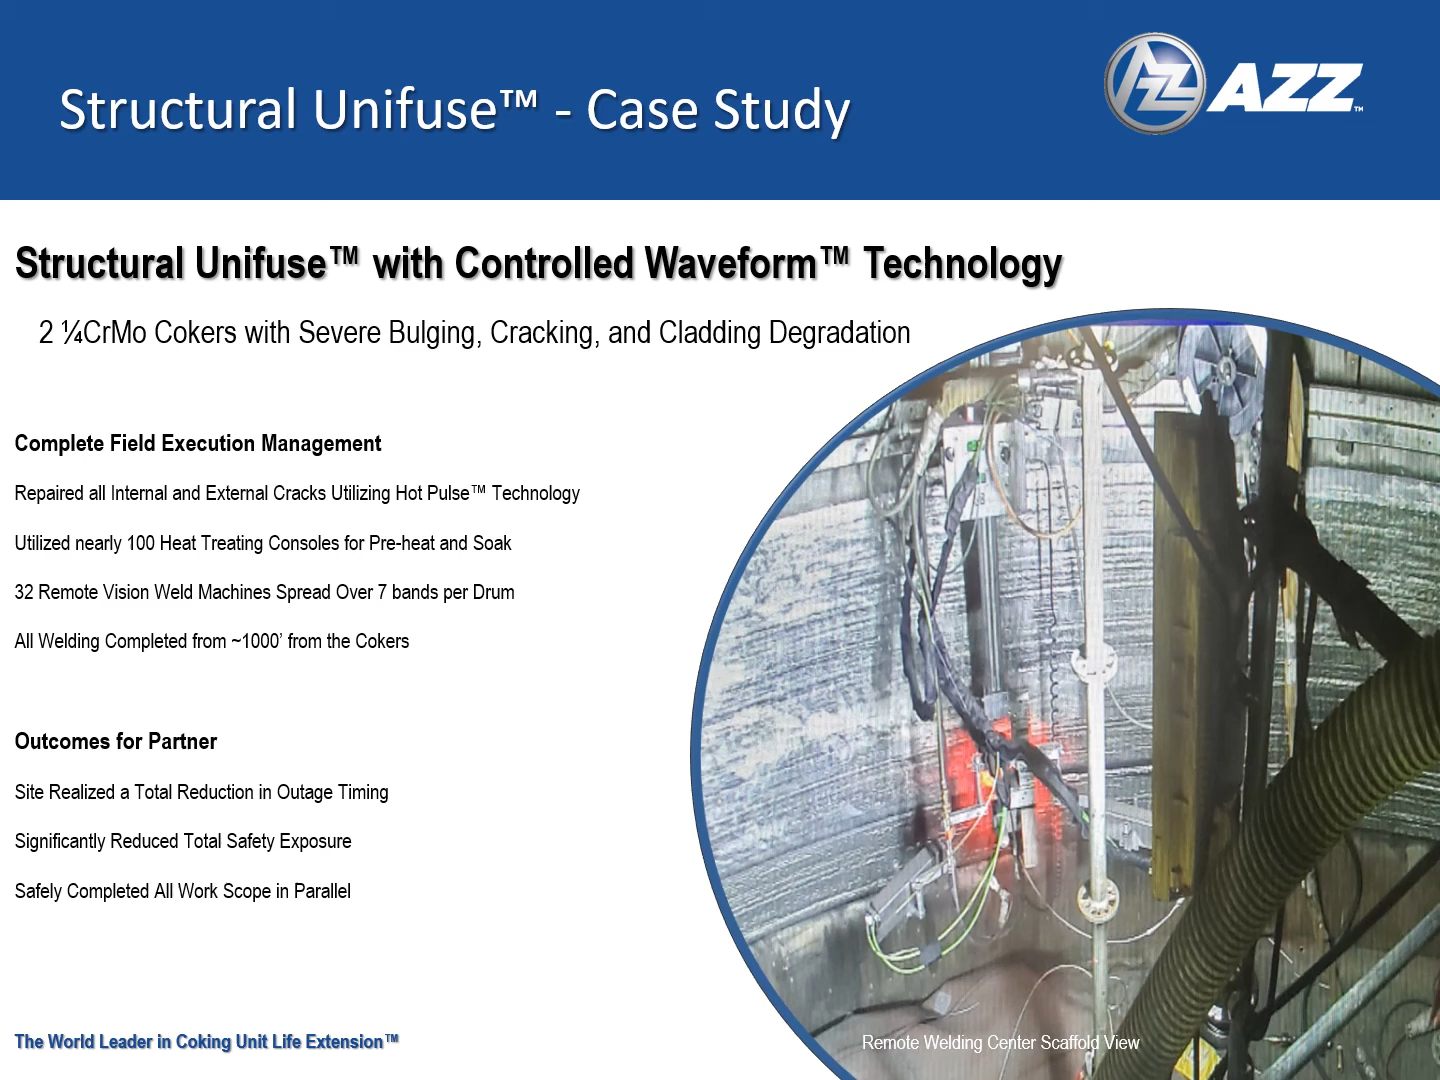 Structural Unifuse™ - Case Study
AZZ™
Structural Unifuse™ with Controlled Waveform™ Technology
2 ¼CrMo Cokers with Severe Bulging, Cracking, and Cladding Degradation
Complete Field Execution Management
Repaired all Internal and External Cracks Utilizing Hot Pulse™ Technology
Utilized nearly 100 Heat Treating Consoles for Pre-heat and Soak
32 Remote Vision Weld Machines Spread Over 7 bands per Drum
All Welding Completed from ~1000’ from the Cokers
Outcomes for Partner
Site Realized a Total Reduction in Outage Timing
Significantly Reduced Total Safety Exposure
Safely Completed All Work Scope in Parallel
The World Leader in Coking Unit Life Extension™
Remote Welding Center Scaffold View